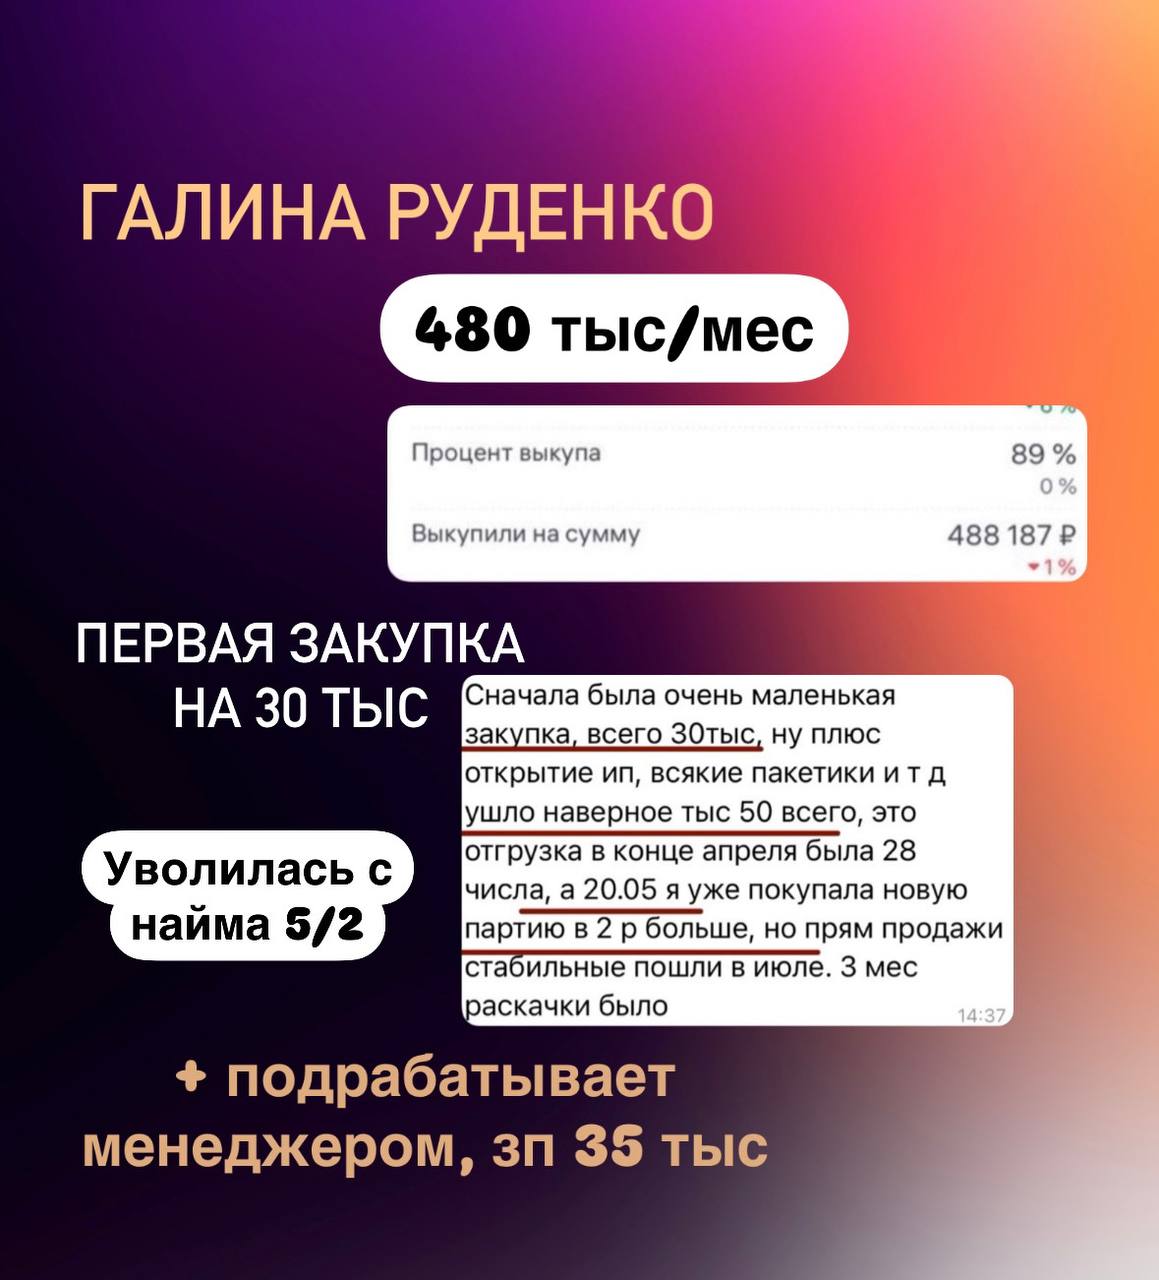 ГАЛИНА РУДЕНКО
480 тыс/мес
Процент выкупа 89 %
0 %
Выкупили на сумму 488 187 ₽
1 %
ПЕРВАЯ ЗАКУПКА
НА 30 ТЫС
Сначала была очень маленькая
закупка, всего 30тыс, ну плюс
открытие ип, всякие пакетики и т д
ушло наверное тыс 50 всего, это
отгрузка в конце апреля была 28
числа, а 20.05 я уже покупала новую
партию в 2 р больше, но прям продажи
стабильные пошли в июле. 3 мес
раскачки было
14:37
Уволилась с
найма 5/2
+ подрабатывает
менеджером, зп 35 тыс